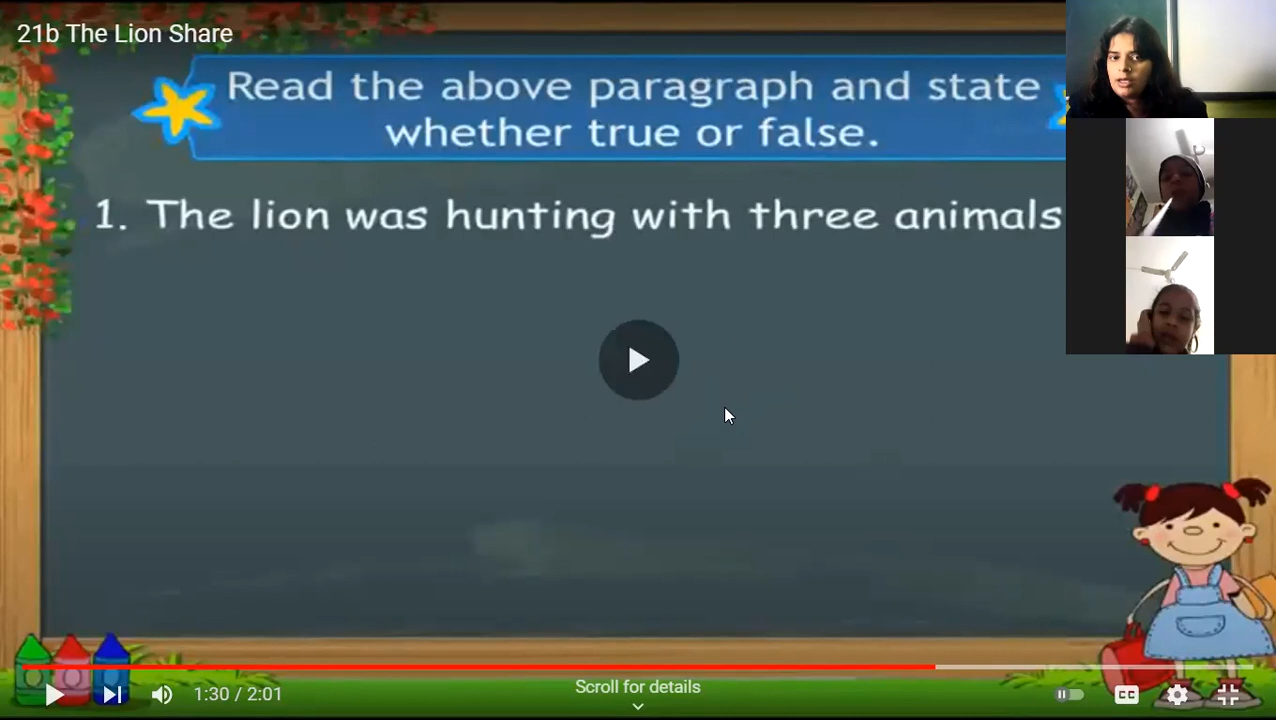 21b The Lion Share
Read the above paragraph and state
whether true or false.
1. The lion was hunting with three animals
1:30 / 2:01
Scroll for details
CC